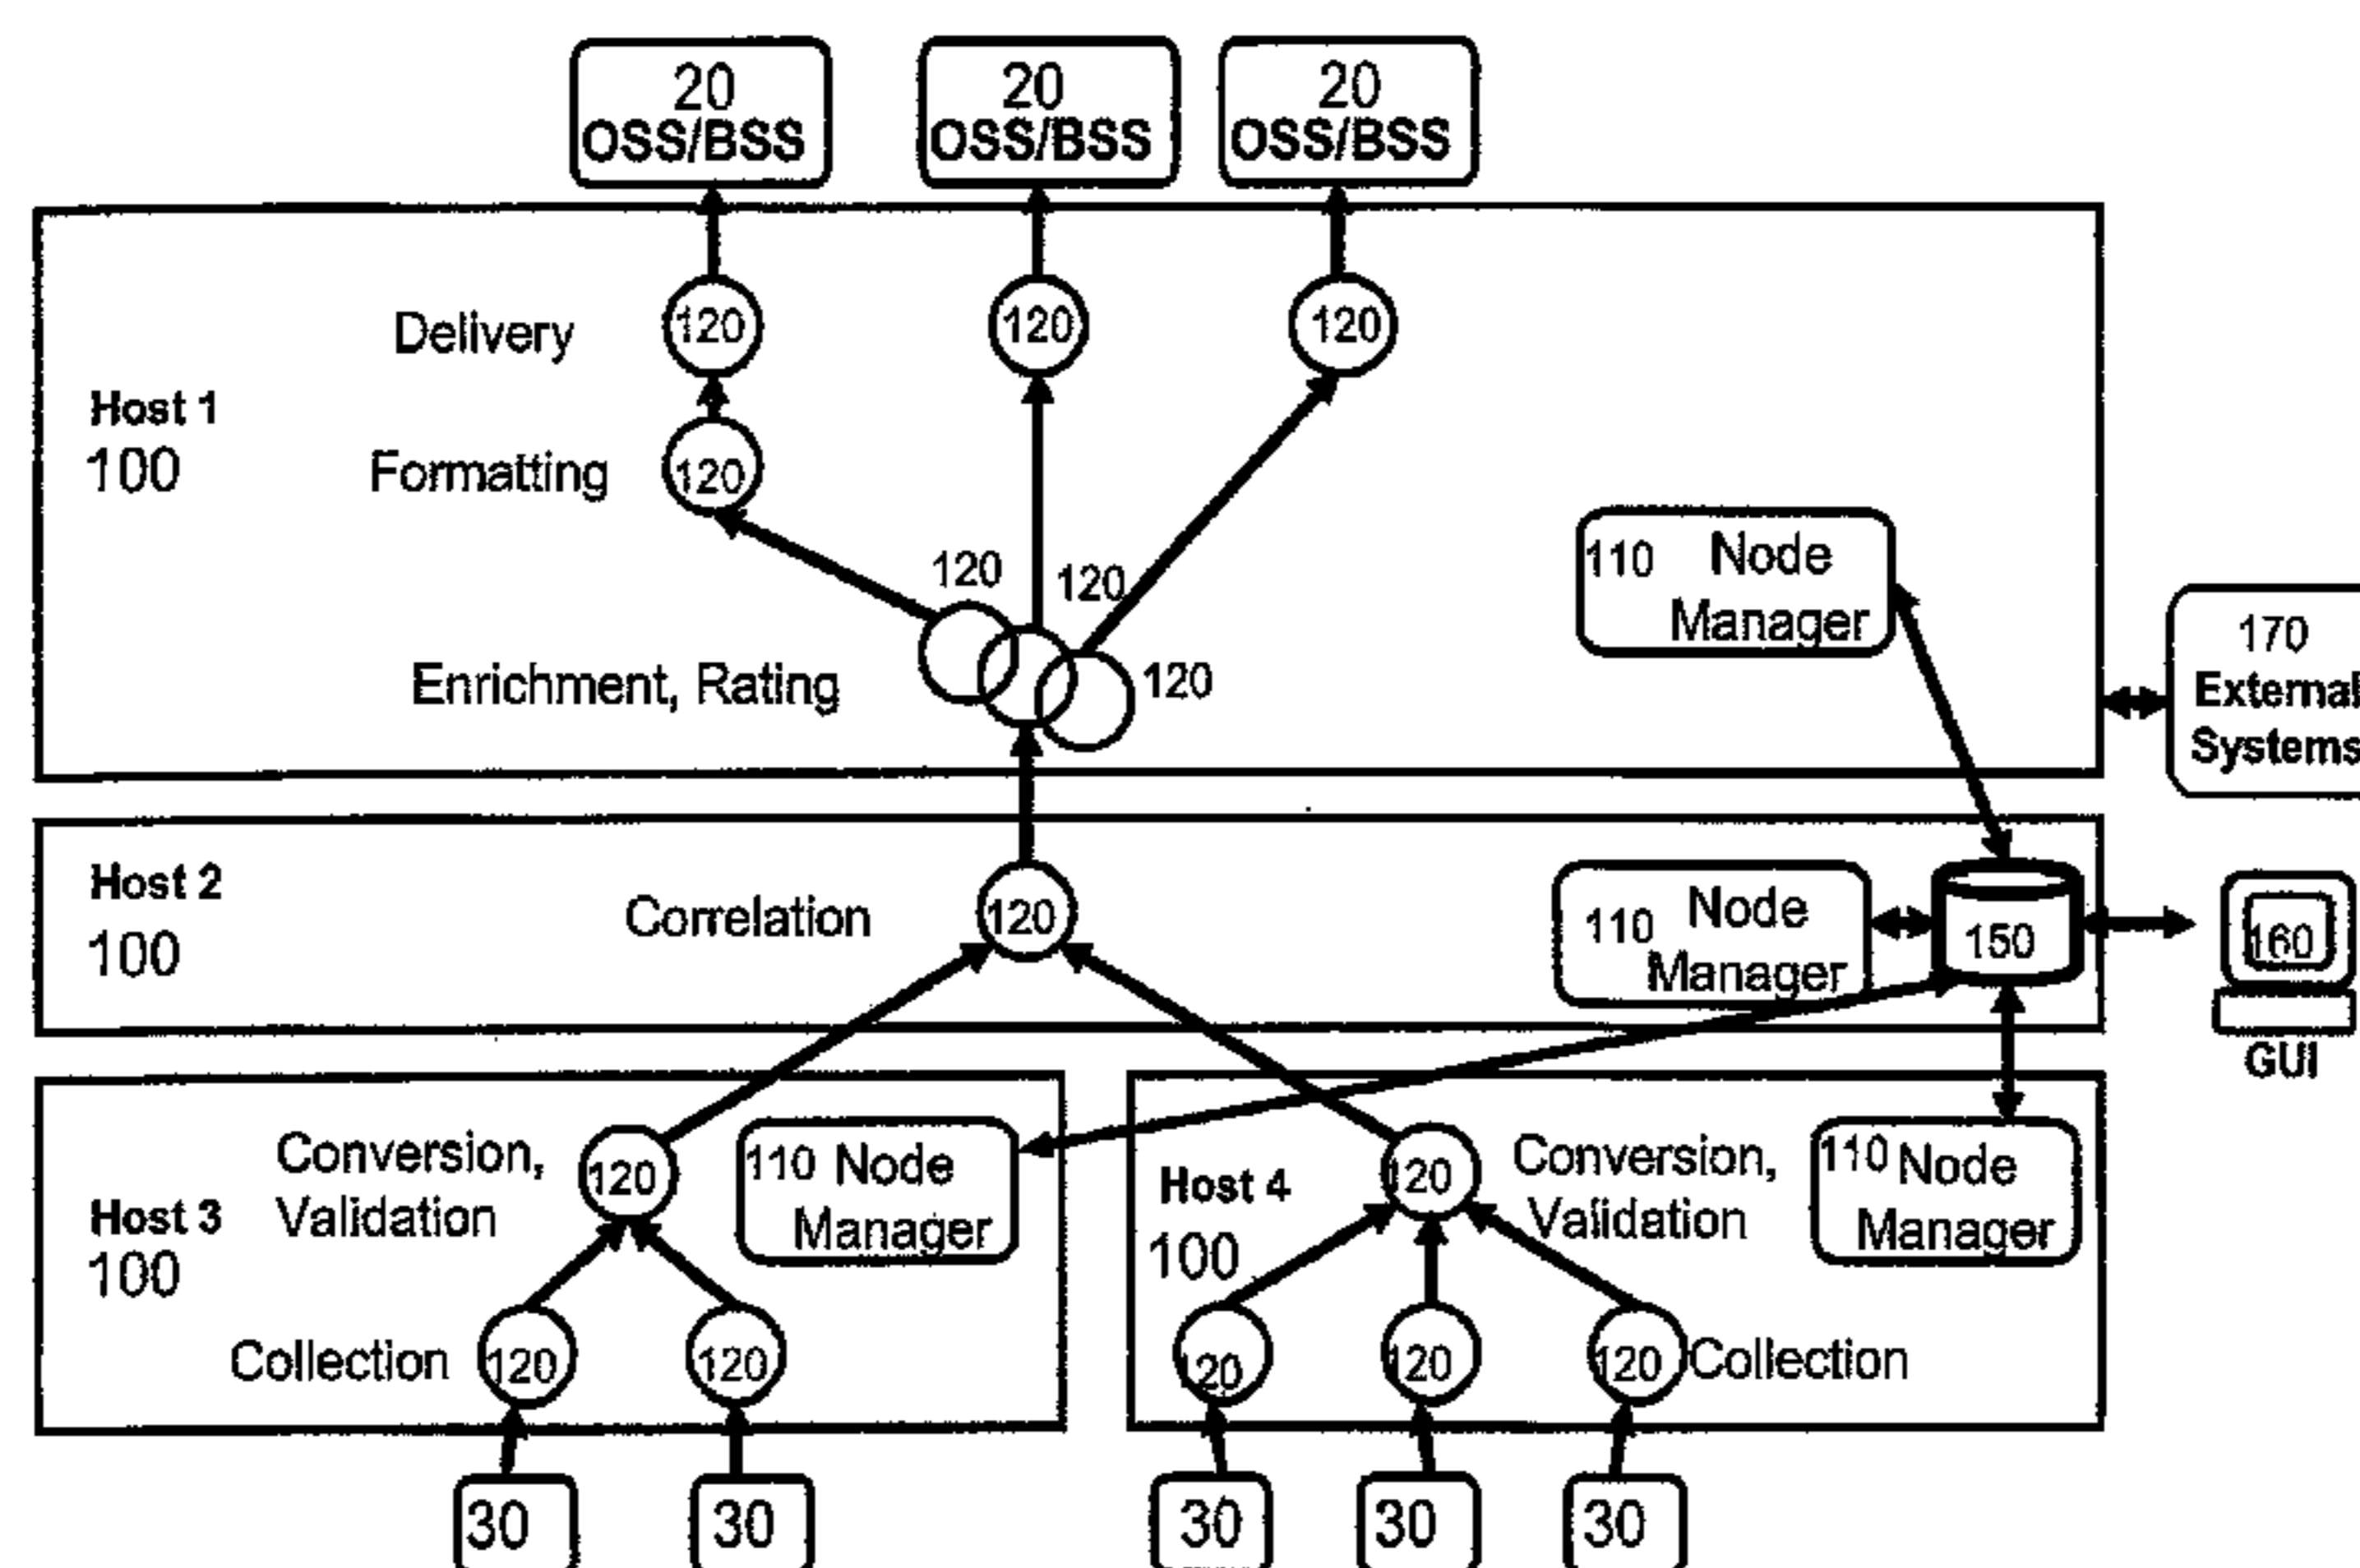 20
OSS/BSS
20
OSS/BSS
20
OSS/BSS
Delivery
120
120
120
Host 1
100
Formatting
120
110 Node
Manager
120
120
Enrichment, Rating
120
170
External
Systems
Host 2
100
Correlation
120
110 Node
Manager
150
160
GUI
Host 3
100
Conversion,
Validation
120
110 Node
Manager
Collection
120
120
Host 4
100
120
Conversion,
Validation
110 Node
Manager
120
120
120
Collection
30
30
30
30
30